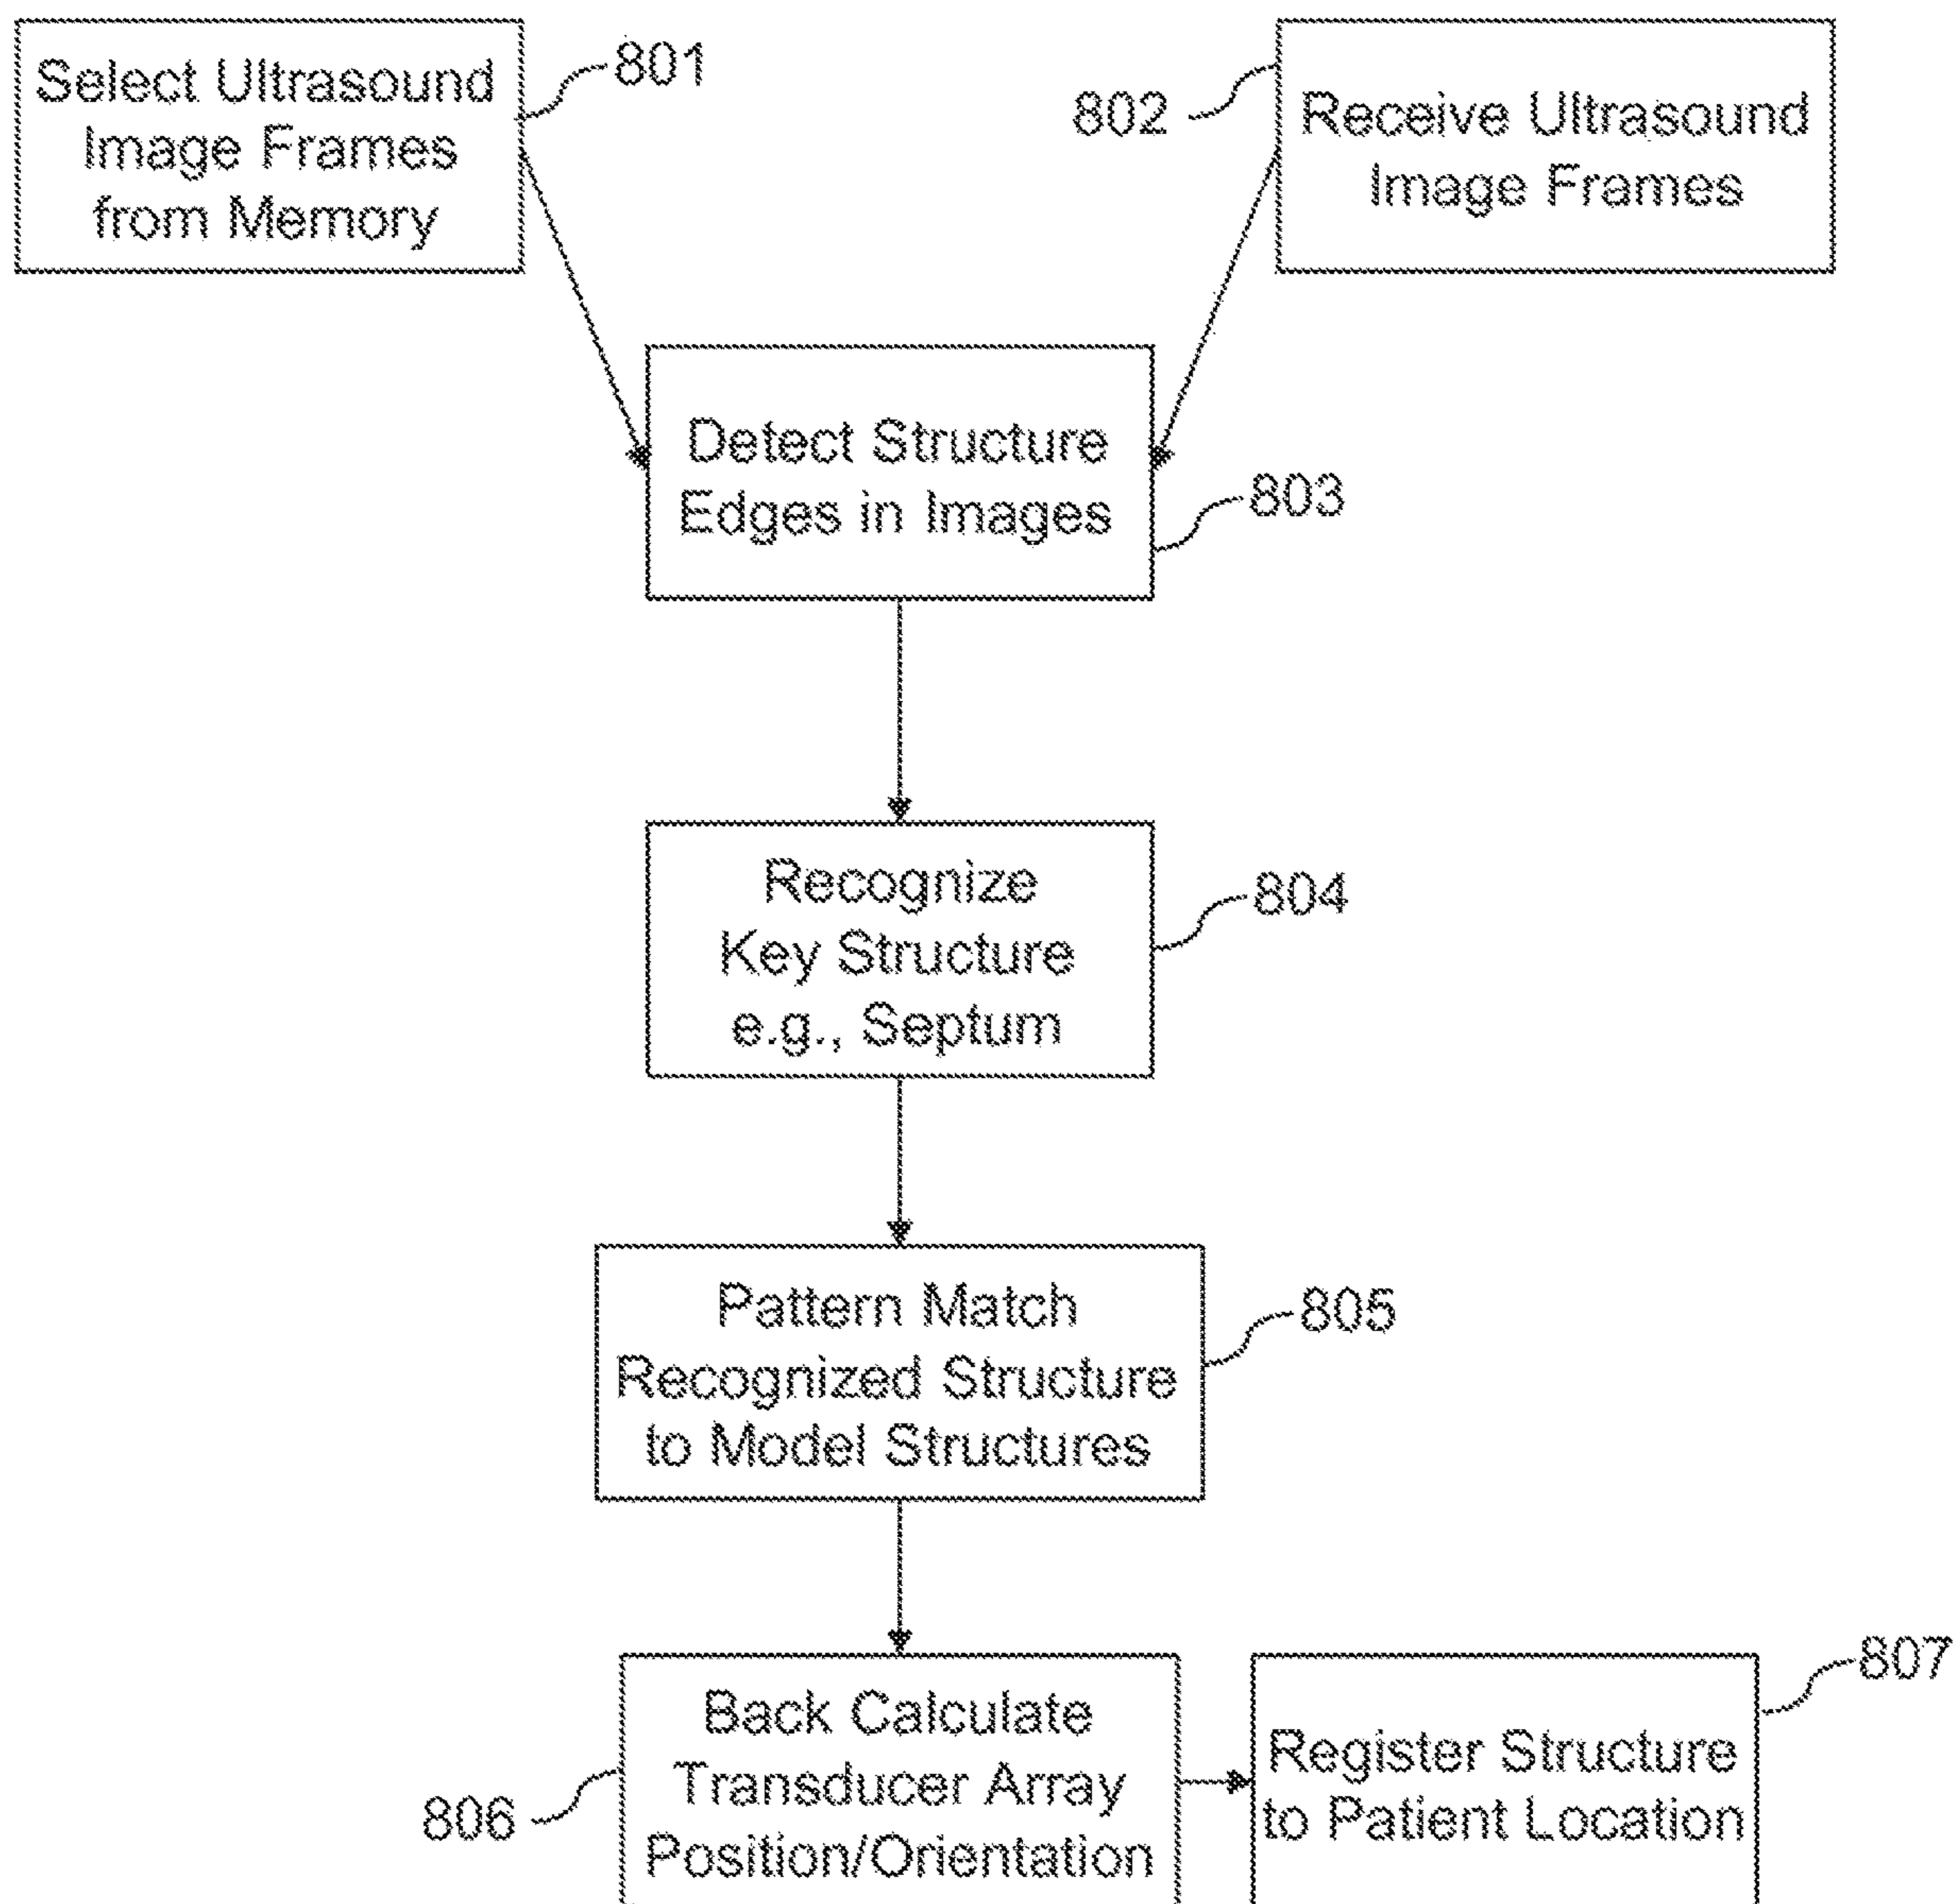 Select Ultrasound
Image Frames
from Memory
801
802
Receive Ultrasound
Image Frames
Detect Structure
Edges in Images
803
Recognize
Key Structure
e.g., Septum
804
Pattern Match
Recognized Structure
to Model Structures
805
Back Calculate
Transducer Array
Position/Orientation
806
Register Structure
to Patient Location
807